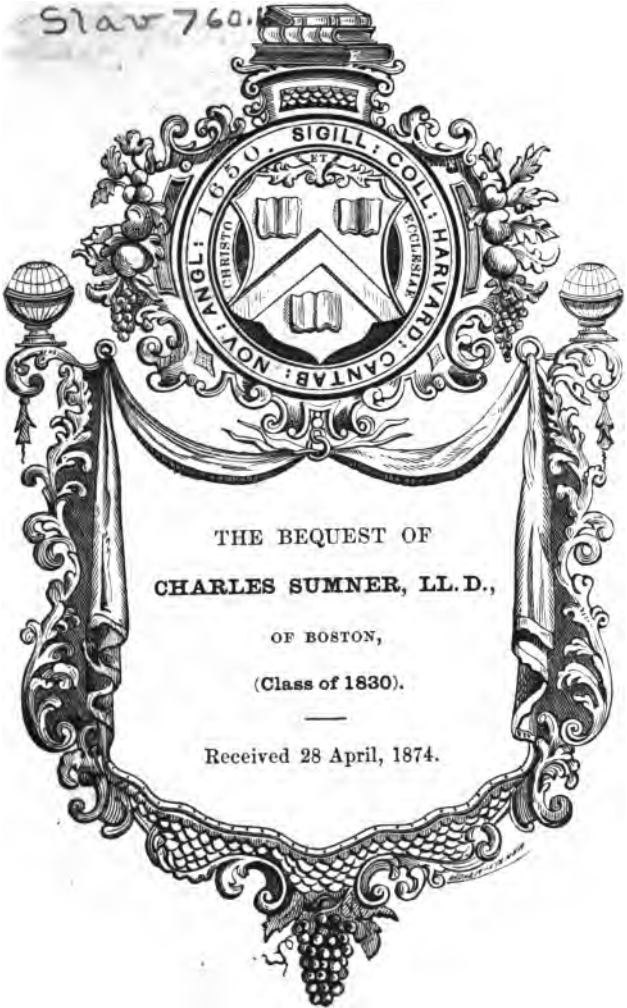 Slav 760.
SIGILL: COLL: HARVARD: CANTAB: NOV: ANGL: 1650.
ET
CHRISTO
ECCLESIAE
THE BEQUEST OF
CHARLES SUMNER, LL.D.,
OF BOSTON,
(Class of 1830).
Received 28 April, 1874.